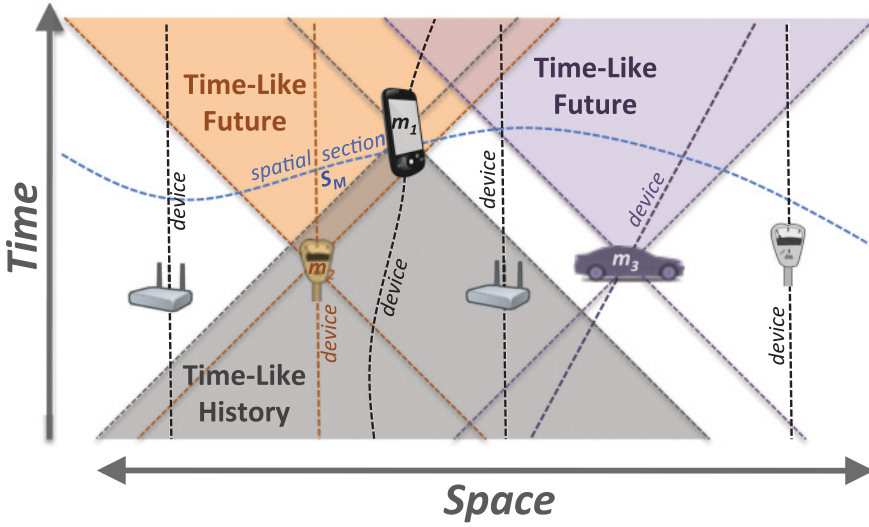 Time-Like
Future
Time-Like
Future
m1
spatial section
SM
device
device
device
m2
m3
device
device
device
Time-Like
History
Time
Space